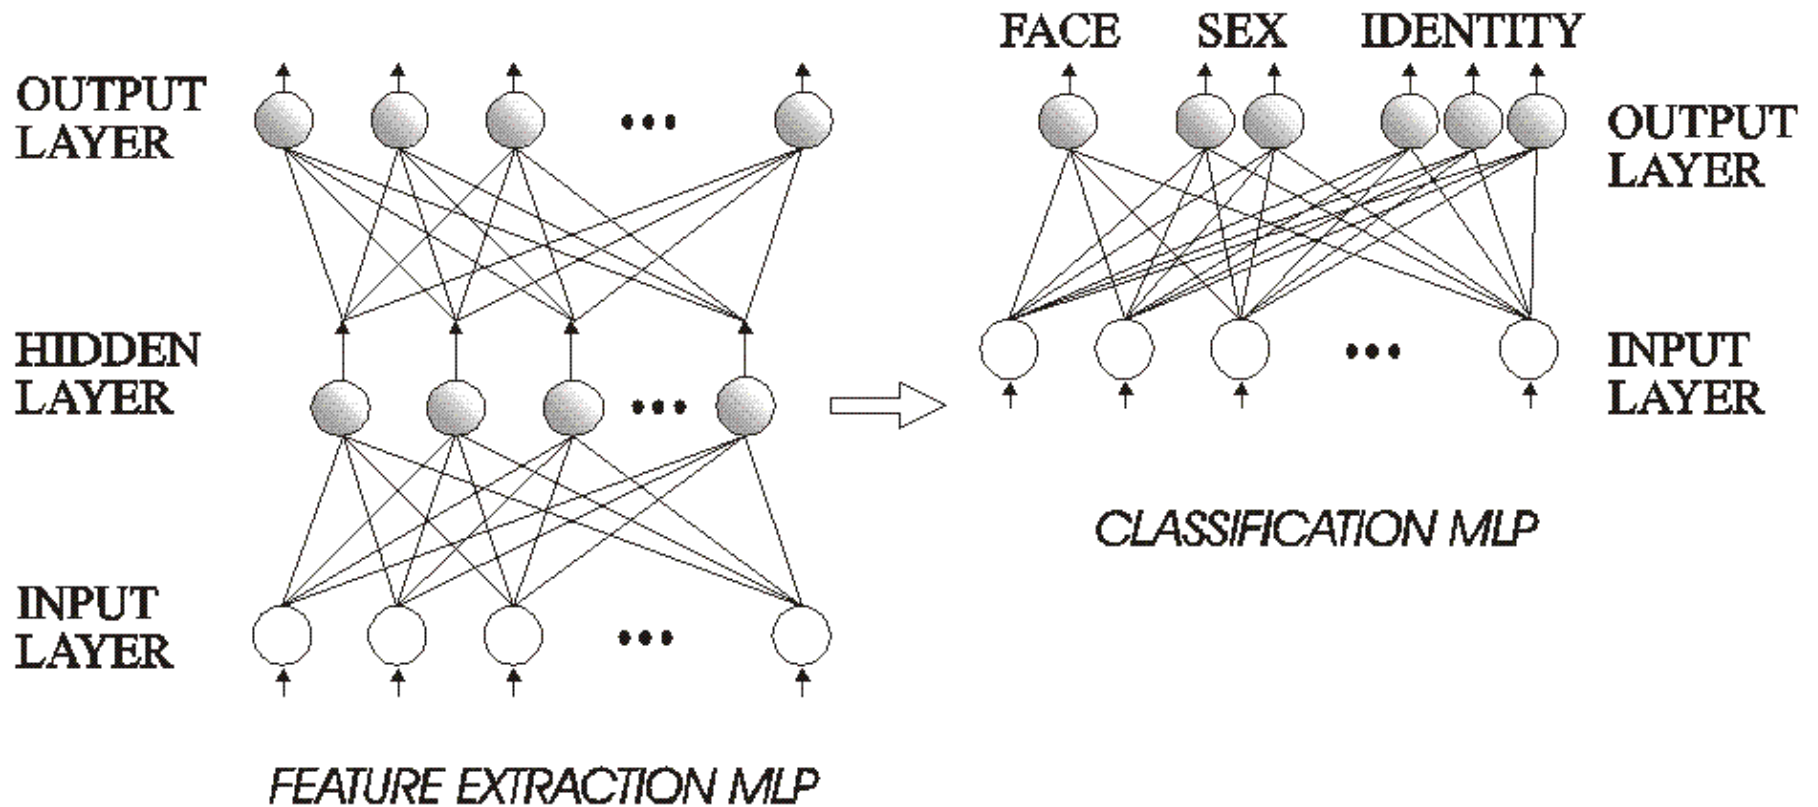 FACE SEX IDENTITY
OUTPUT
LAYER
OUTPUT
LAYER
HIDDEN
LAYER
INPUT
LAYER
CLASSIFICATION MLP
INPUT
LAYER
FEATURE EXTRACTION MLP